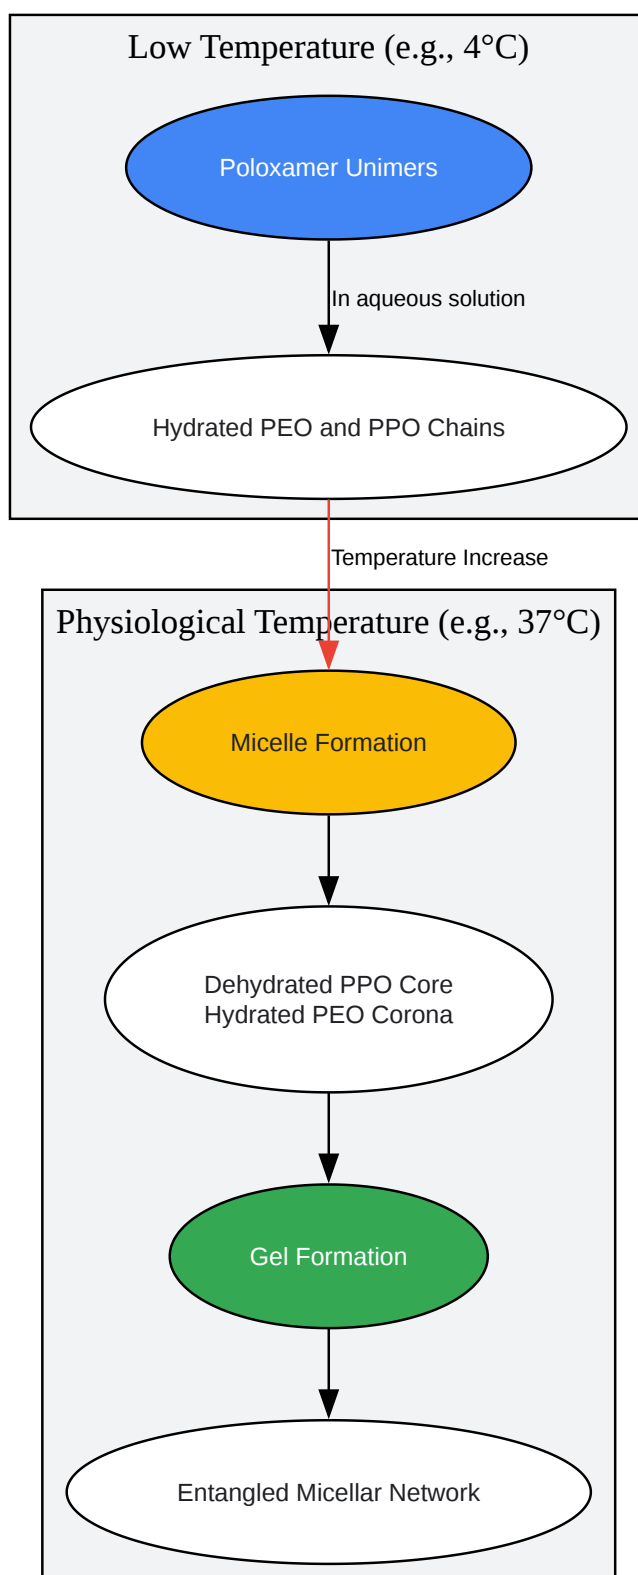 Low Temperature (e.g., 4°C)
Poloxamer Unimers
In aqueous solution
Hydrated PEO and PPO Chains
Temperature Increase
Physiological Temperature (e.g., 37°C)
Micelle Formation
Dehydrated PPO Core
Hydrated PEO Corona
Gel Formation
Entangled Micellar Network